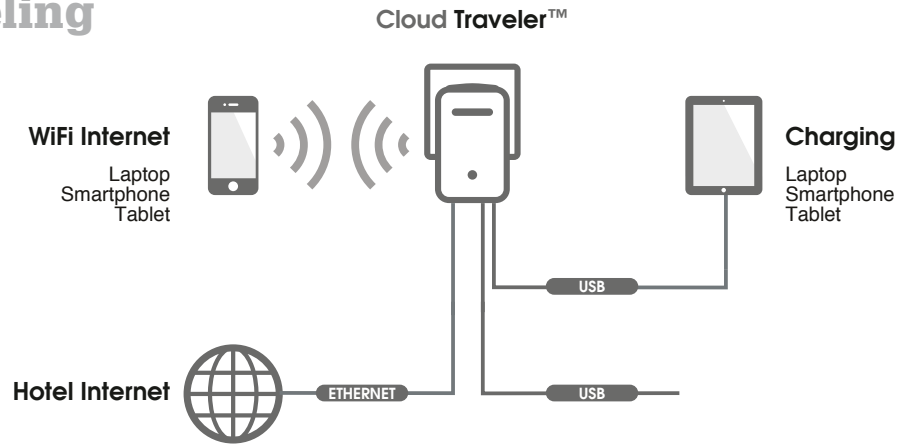 Cloud Traveler™
WiFi Internet
Laptop
Smartphone
Tablet
Charging
Laptop
Smartphone
Tablet
USB
Hotel Internet
ETHERNET
USB